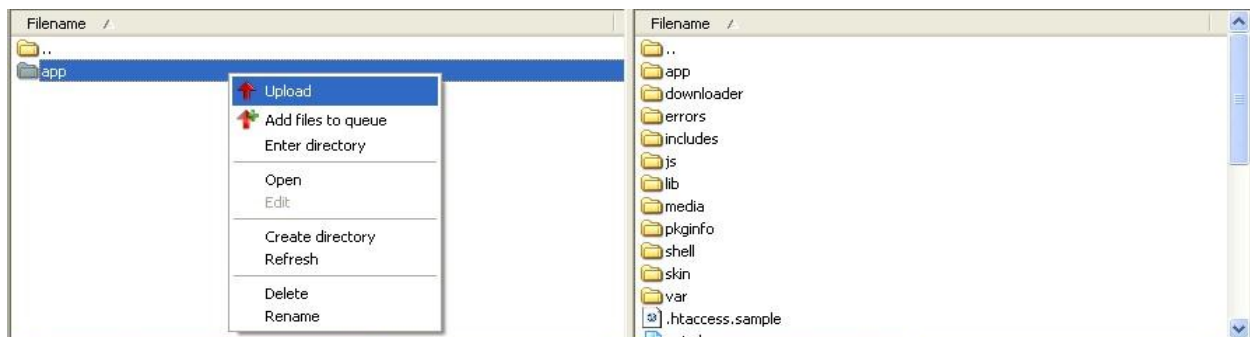 Filename
..
app
Upload
Add files to queue
Enter directory
Open
Edit
Create directory
Refresh
Delete
Rename
Filename
..
app
downloader
errors
includes
js
lib
media
pkginfo
shell
skin
var
.htaccess.sample